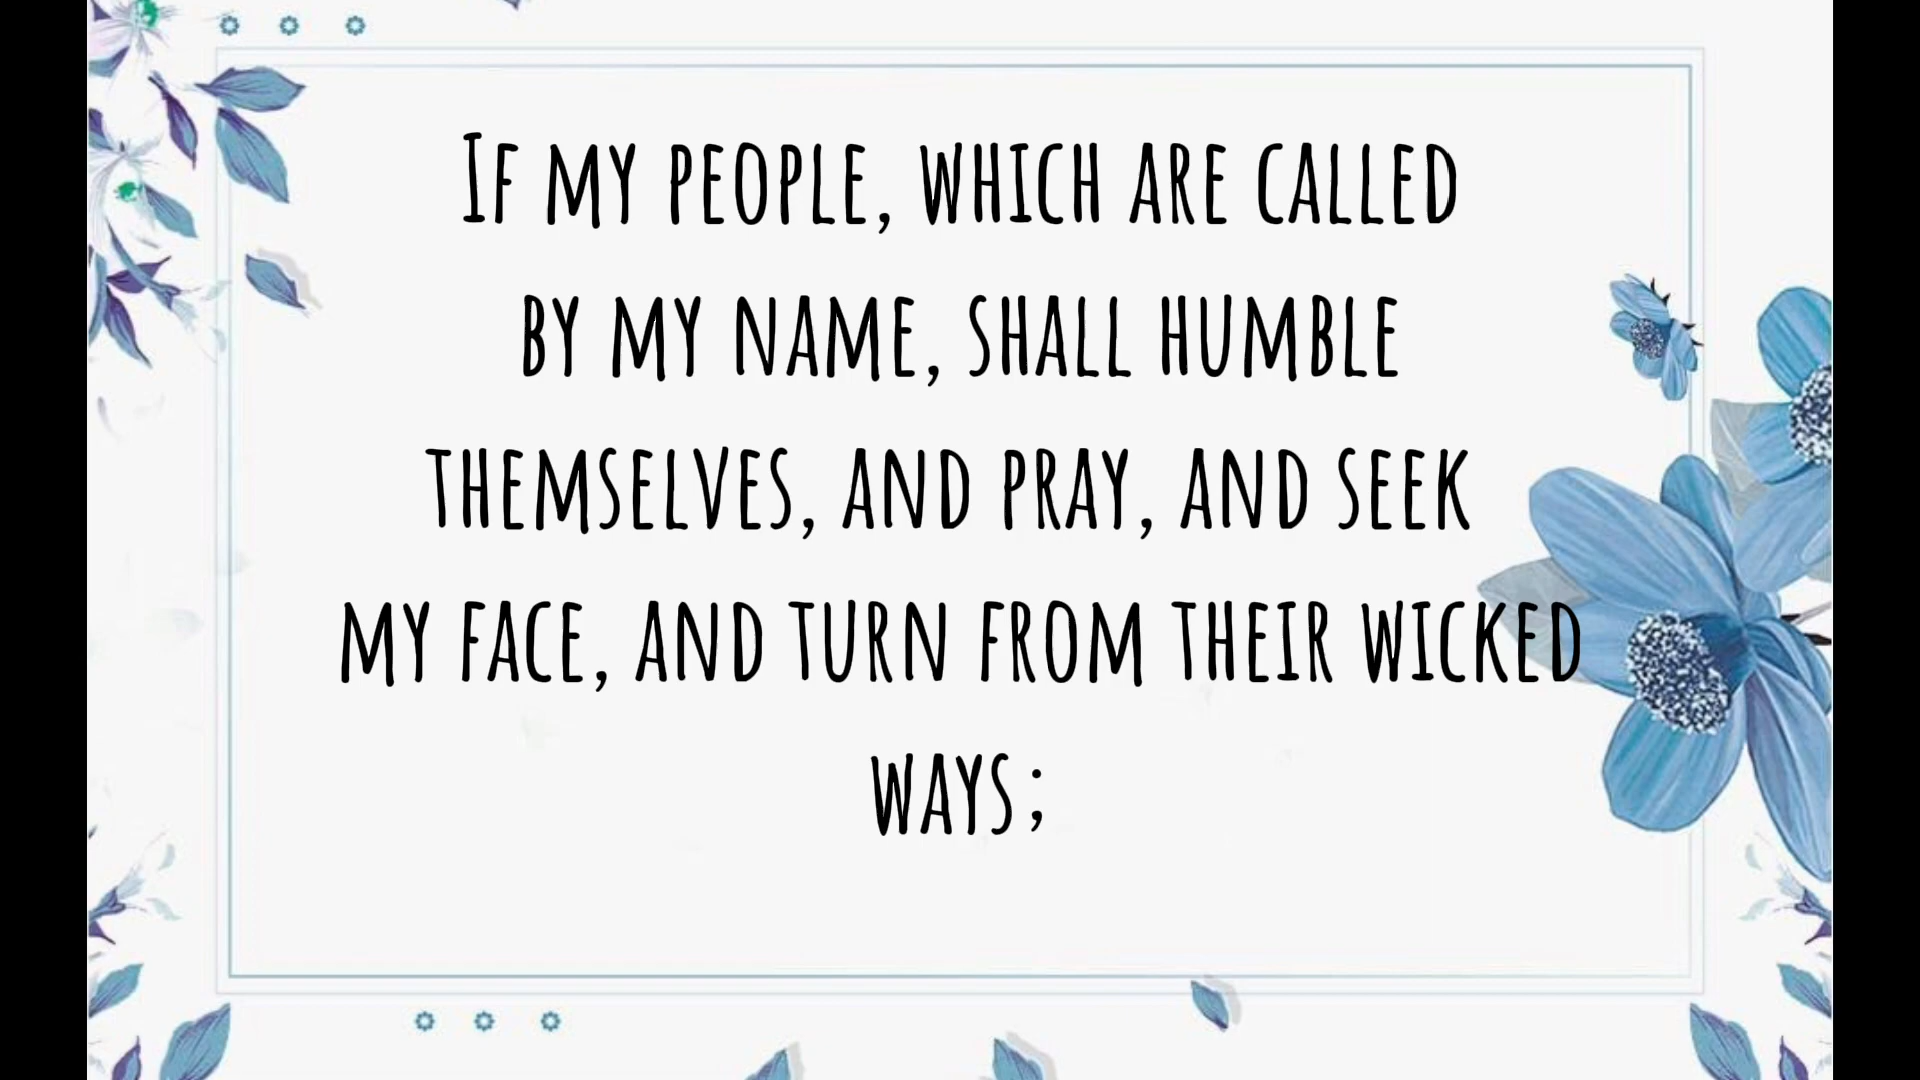 If my people, which are called
by my name, shall humble
themselves, and pray, and seek
my face, and turn from their wicked
ways;